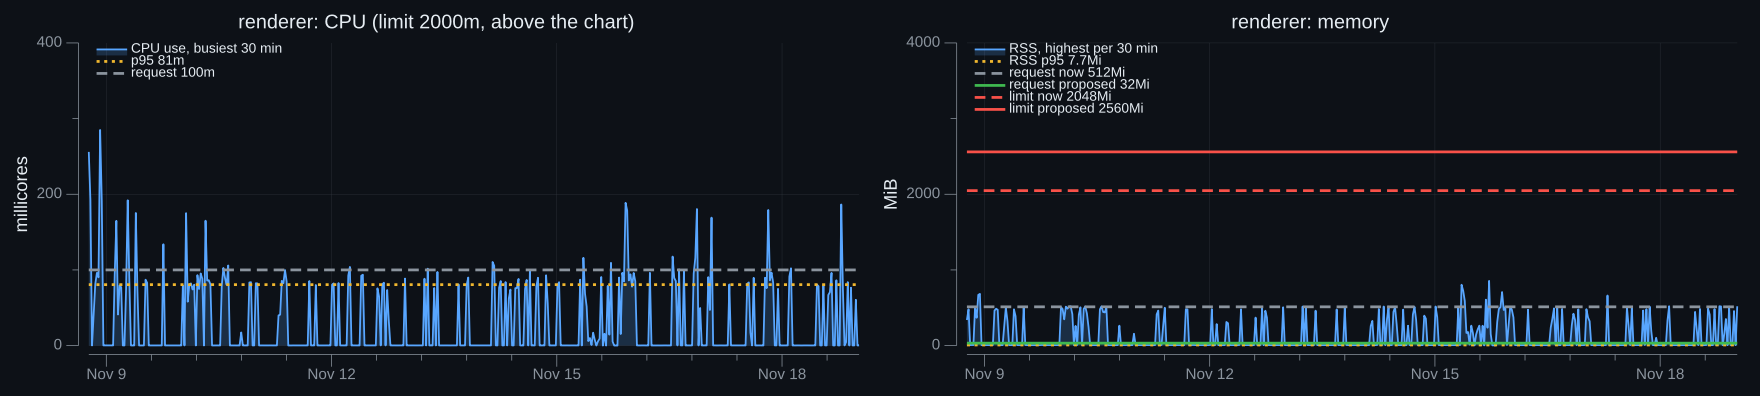 renderer: CPU (limit 2000m, above the chart)
400
200
0
millicores
CPU use, busiest 30 min
p95 81m
request 100m
Nov 9
Nov 12
Nov 15
Nov 18
renderer: memory
4000
2000
0
MiB
RSS, highest per 30 min
RSS p95 7.7Mi
request now 512Mi
request proposed 32Mi
limit now 2048Mi
limit proposed 2560Mi
Nov 9
Nov 12
Nov 15
Nov 18